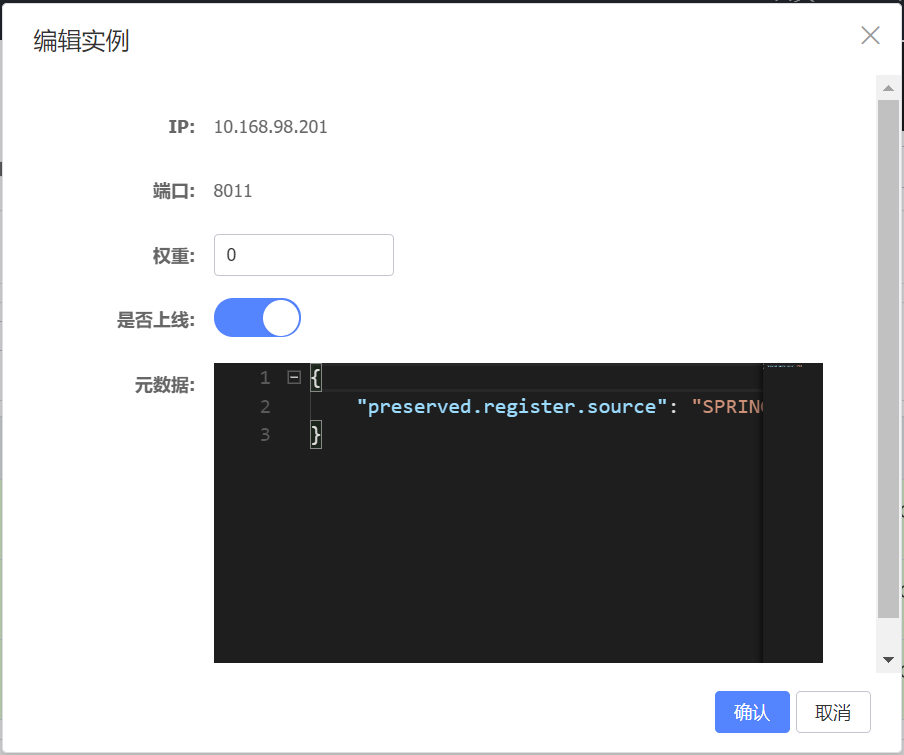 编辑实例
IP: 10.168.98.201
端口: 8011
权重: 0
是否上线:
元数据:
1 {
2 "preserved.register.source": "SPRING
3 }
确认 取消